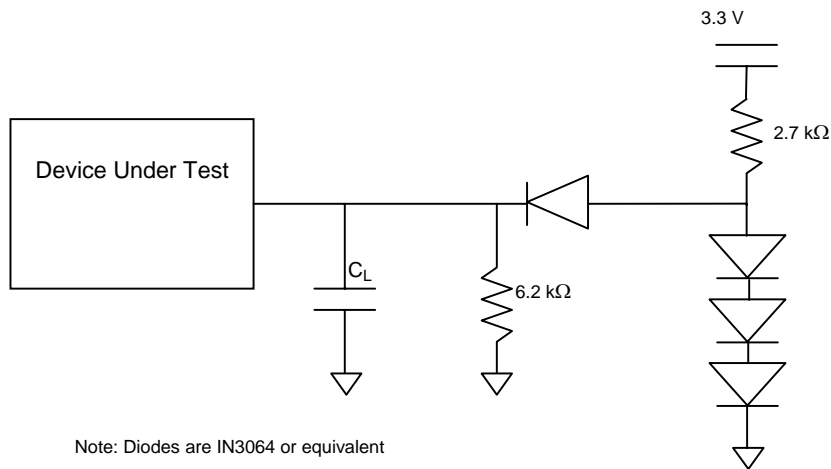 3.3 V
2.7 kΩ
Device Under Test
CL
6.2 kΩ
Note: Diodes are IN3064 or equivalent